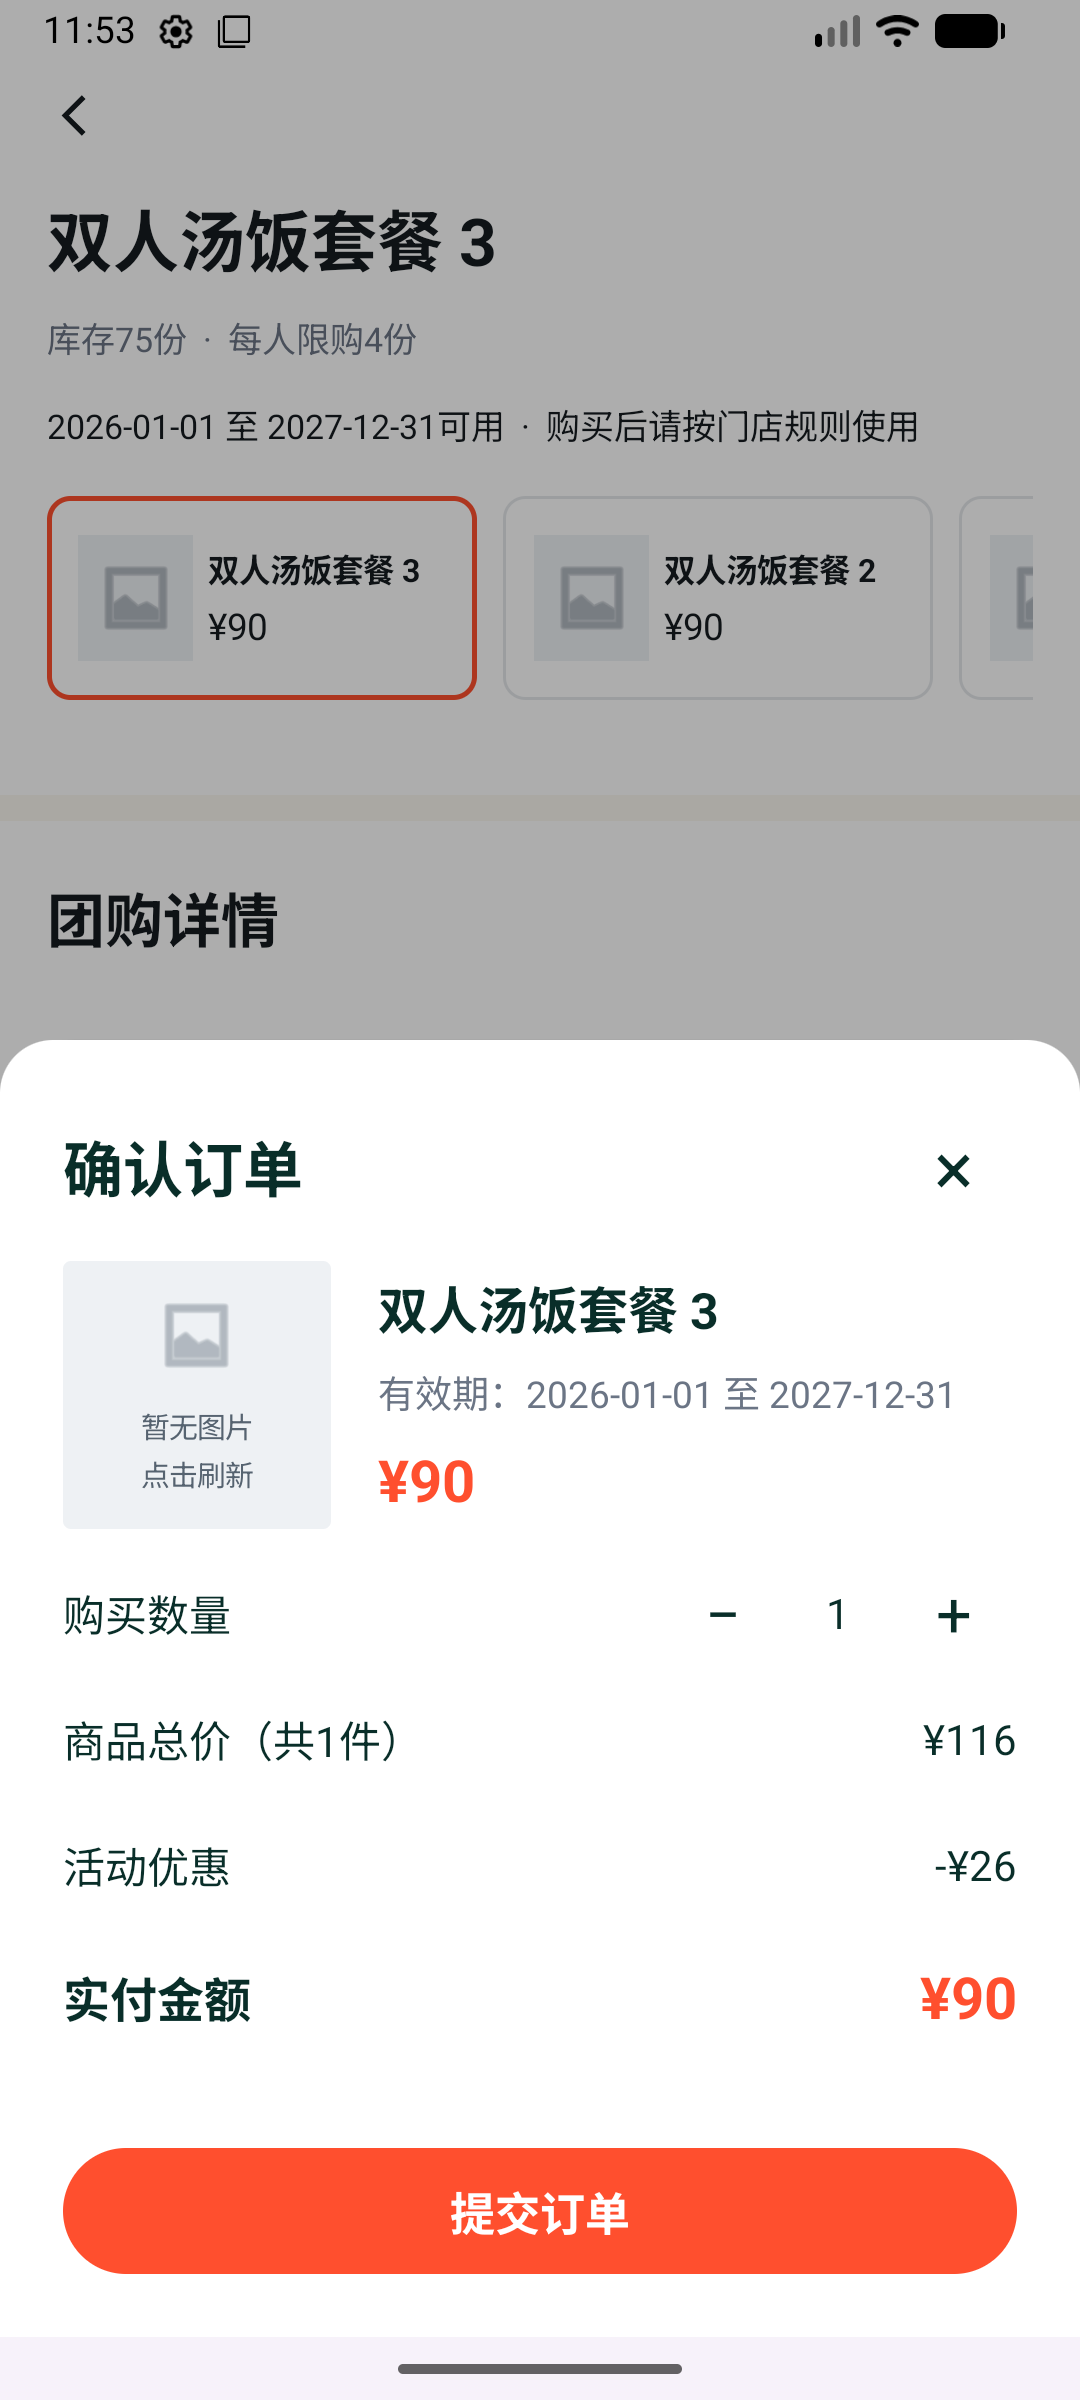 11:53
双人汤饭套餐 3
库存75份 · 每人限购4份
2026-01-01 至 2027-12-31可用 · 购买后请按门店规则使用
双人汤饭套餐 3
¥90
双人汤饭套餐 2
¥90
团购详情
确认订单
双人汤饭套餐 3
有效期：2026-01-01 至 2027-12-31
¥90
暂无图片
点击刷新
购买数量 − 1 +
商品总价（共1件） ¥116
活动优惠 -¥26
实付金额 ¥90
提交订单